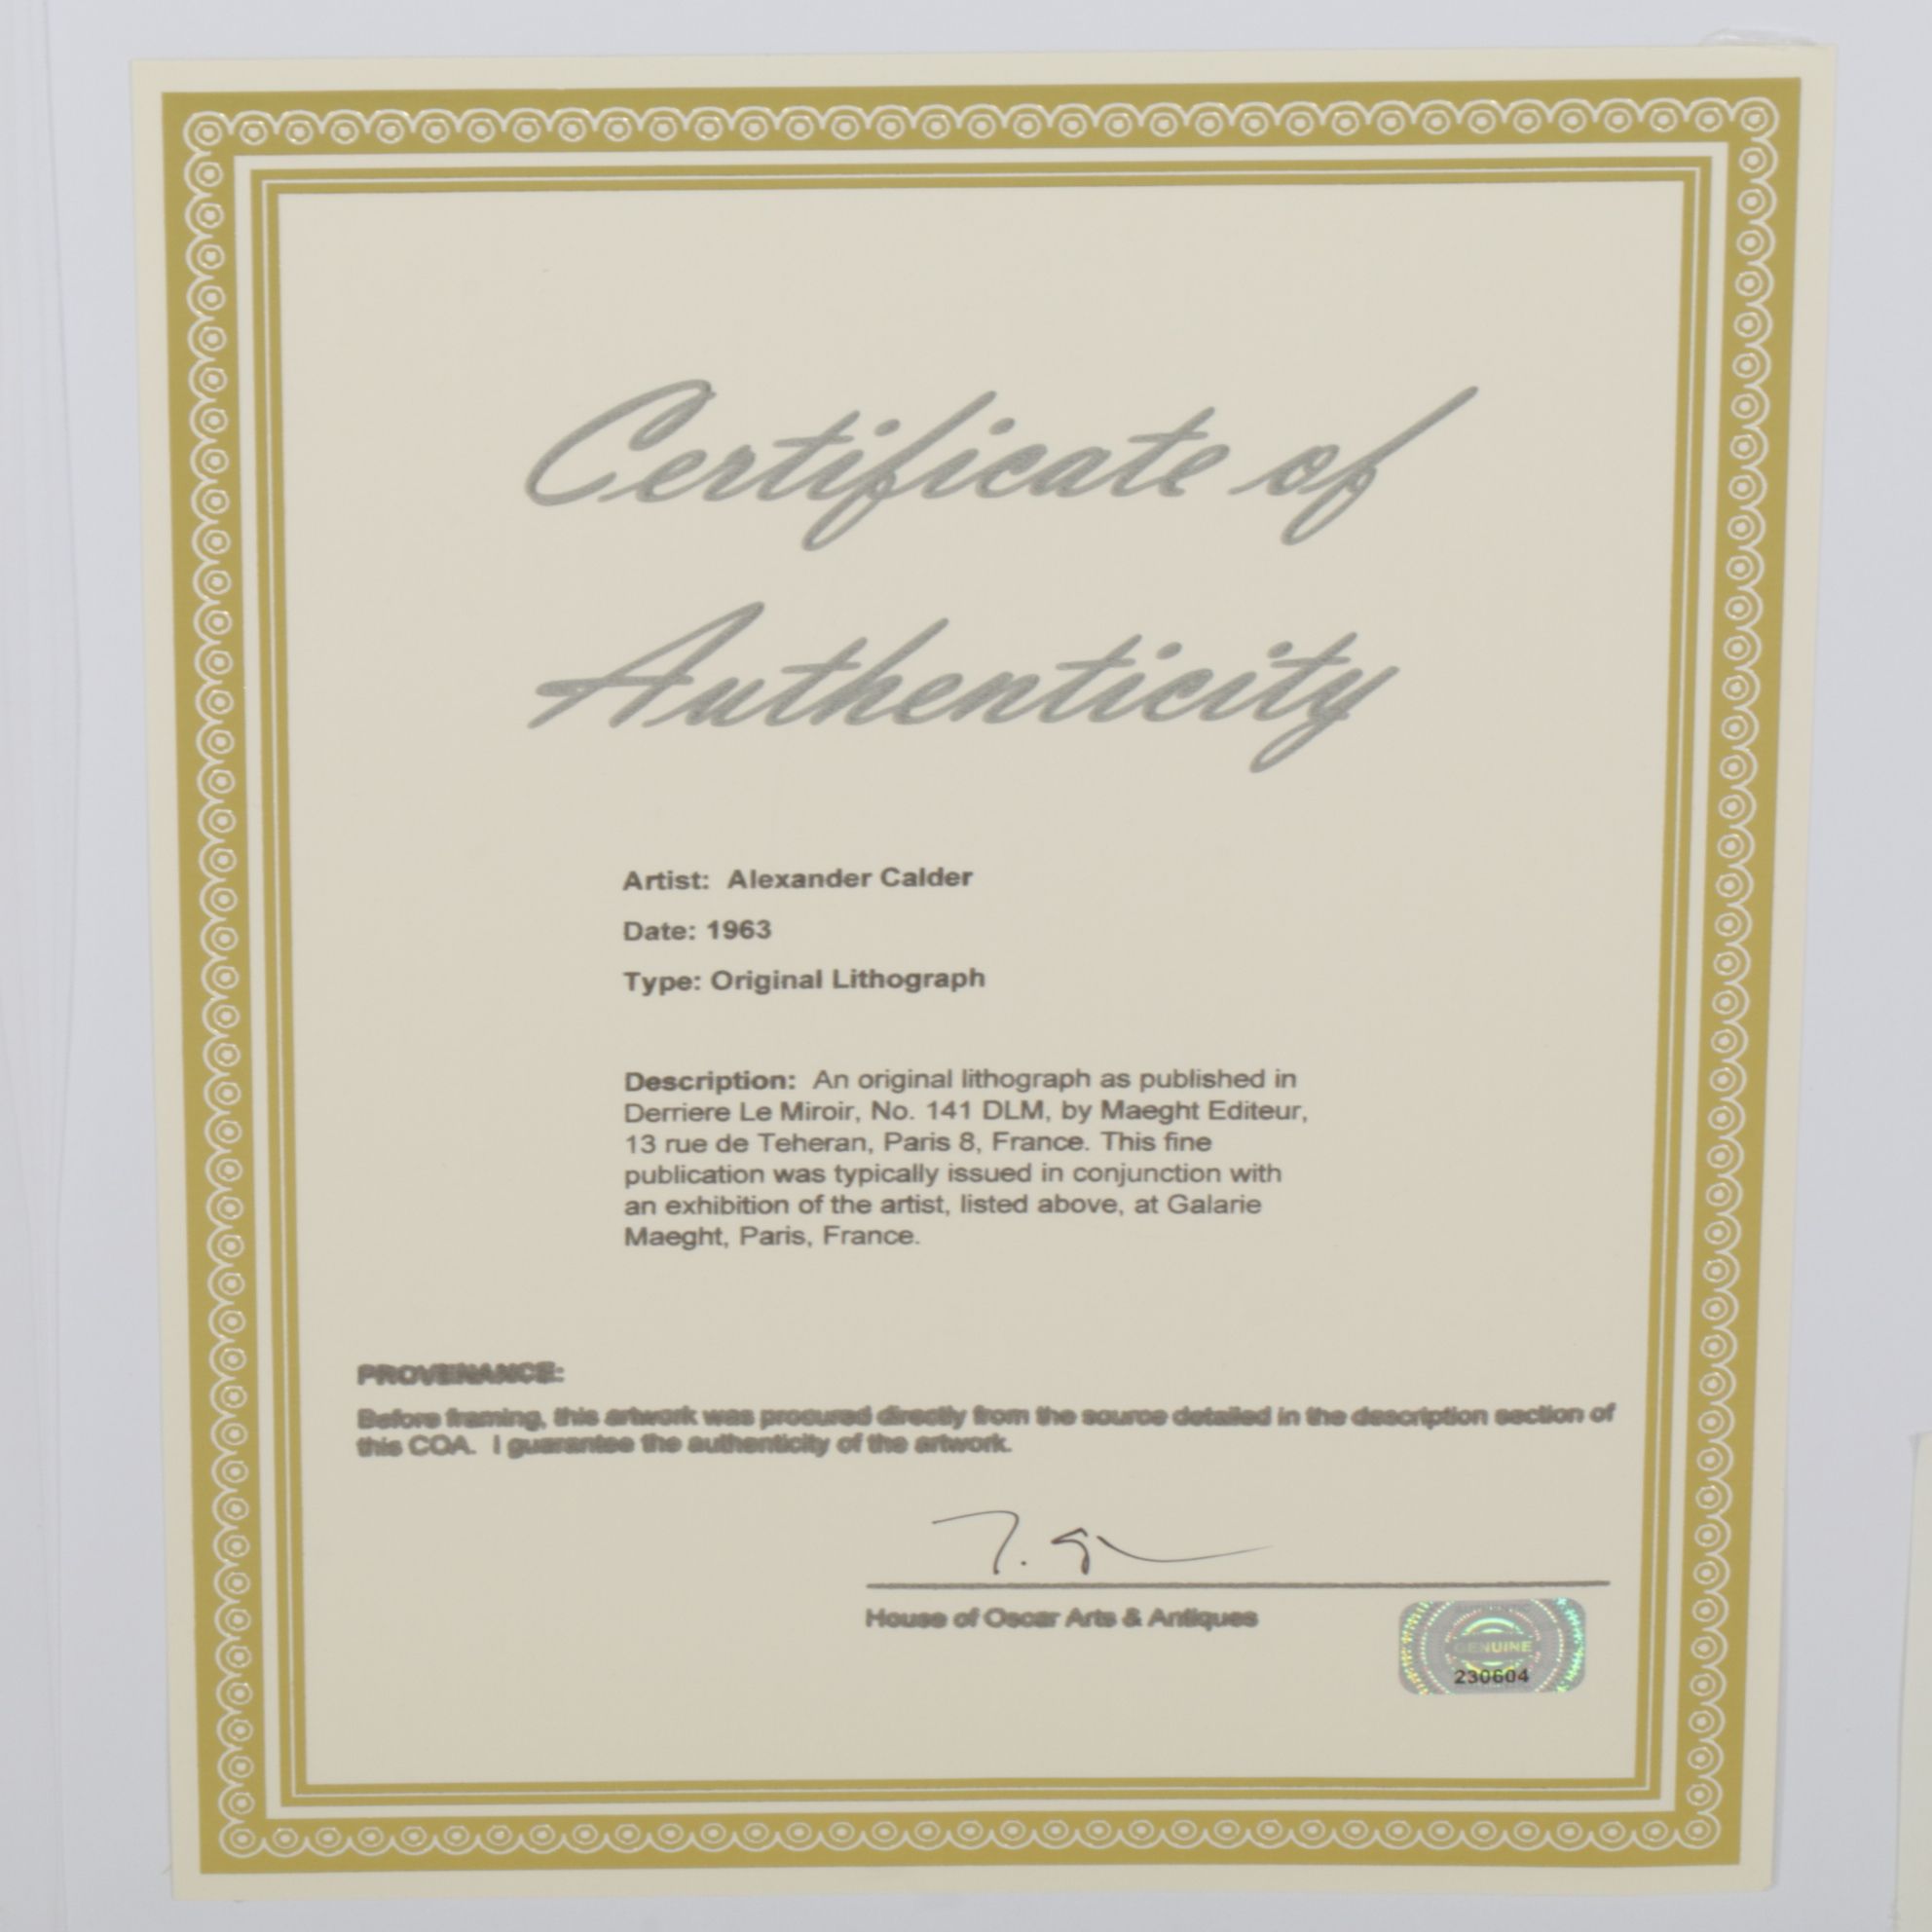 Certificate of
Authenticity
Artist: Alexander Calder
Date: 1963
Type: Original Lithograph
Description: An original lithograph as published in
Derriere Le Miroir, No. 141 DLM, by Maeght Editeur,
13 rue de Teheran, Paris 8, France. This fine
publication was typically issued in conjunction with
an exhibition of the artist, listed above, at Galarie
Maeght, Paris, France.
PROVENANCE:
Before framing, this artwork was procured directly from the source detailed in the description section of
this COA. I guarantee the authenticity of the artwork.
House of Oscar Arts & Antiques
GENUINE
230604